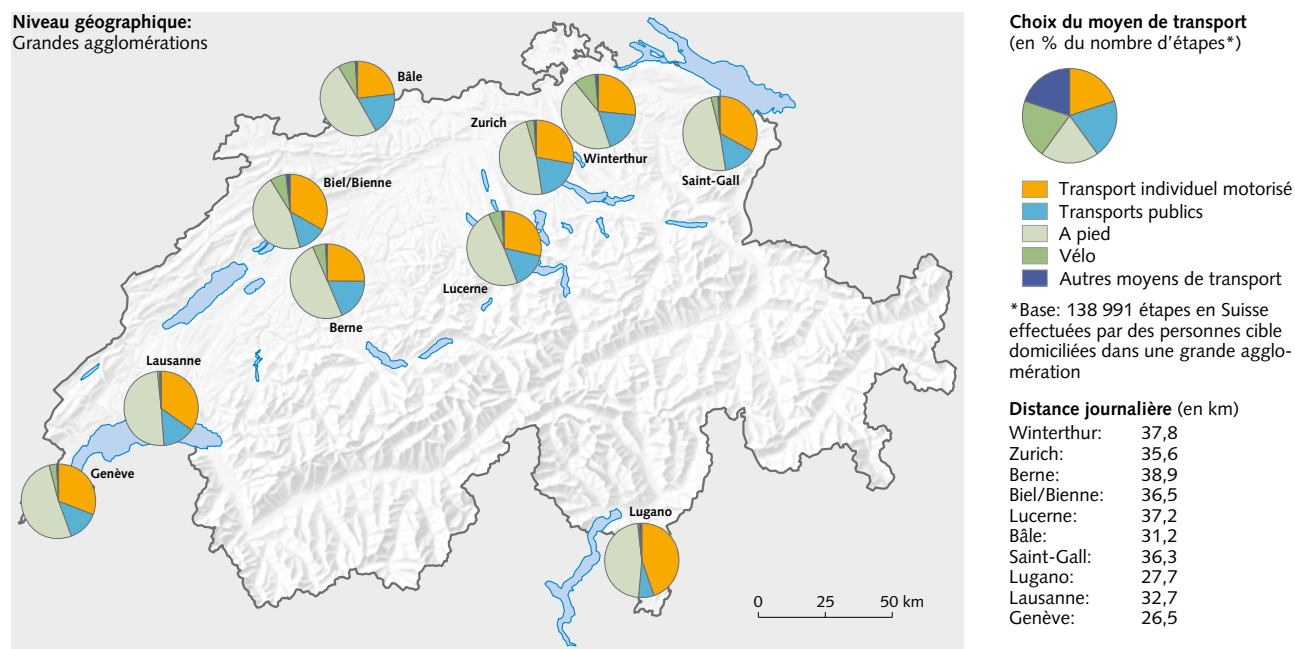 Niveau géographique:
Grandes agglomérations
Bâle
Zurich
Winterthur
Saint-Gall
Biel/Bienne
Lucerne
Berne
Lausanne
Genève
Lugano
0 25 50 km
Choix du moyen de transport
(en % du nombre d'étapes*)
Transport individuel motorisé
Transports publics
A pied
Vélo
Autres moyens de transport
*Base: 138 991 étapes en Suisse
effectuées par des personnes cible
domiciliées dans une grande agglo-
mération
Distance journalière (en km)
Winterthur: 37,8
Zurich: 35,6
Berne: 38,9
Biel/Bienne: 36,5
Lucerne: 37,2
Bâle: 31,2
Saint-Gall: 36,3
Lugano: 27,7
Lausanne: 32,7
Genève: 26,5